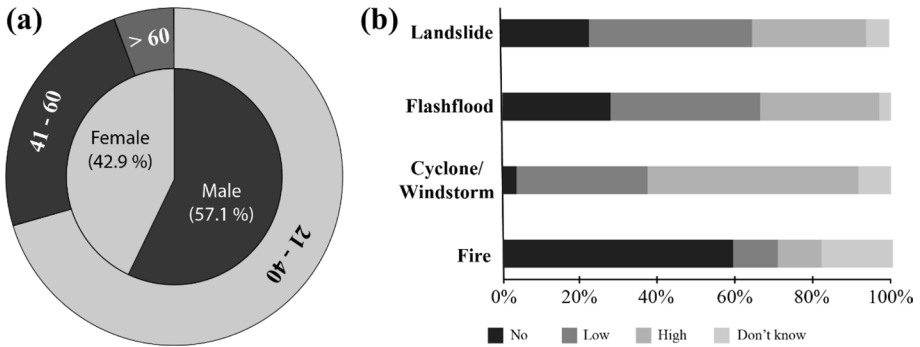 (a)
> 60
41 - 60
Female
(42.9 %)
Male
(57.1 %)
21 - 40
(b)
Landslide
Flashflood
Cyclone/
Windstorm
Fire
0% 20% 40% 60% 80% 100%
No Low High Don't know